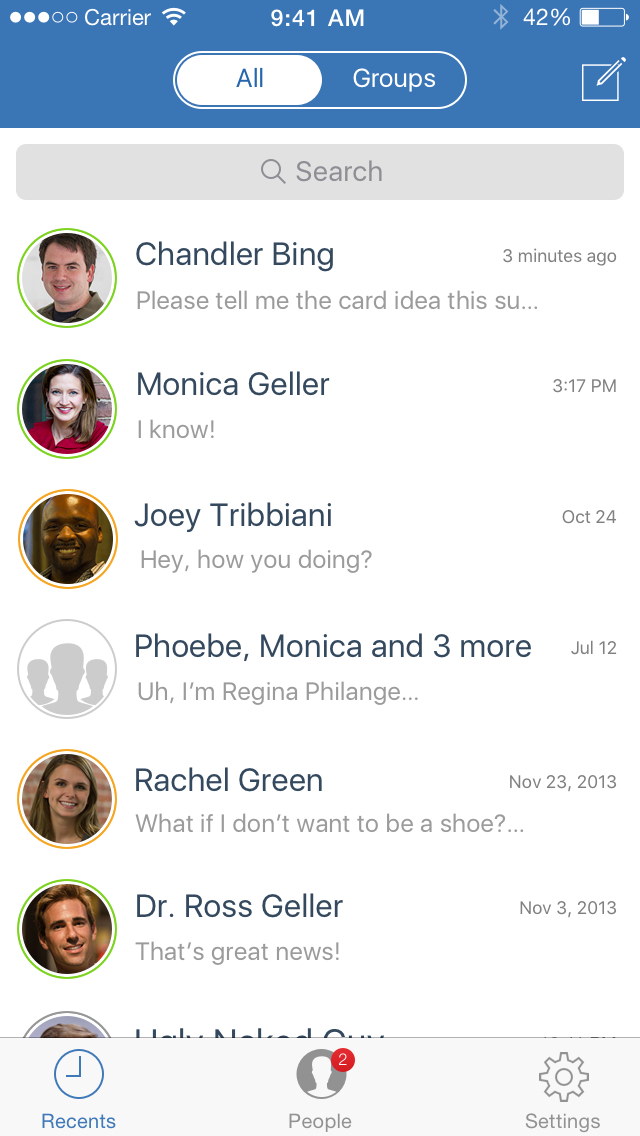 Carrier 9:41 AM 42%
All Groups
Search
Chandler Bing 3 minutes ago
Please tell me the card idea this su...
Monica Geller 3:17 PM
I know!
Joey Tribbiani Oct 24
Hey, how you doing?
Phoebe, Monica and 3 more Jul 12
Uh, I’m Regina Philange...
Rachel Green Nov 23, 2013
What if I don’t want to be a shoe?...
Dr. Ross Geller Nov 3, 2013
That’s great news!
Ugly Naked Guy
2
Recents People Settings